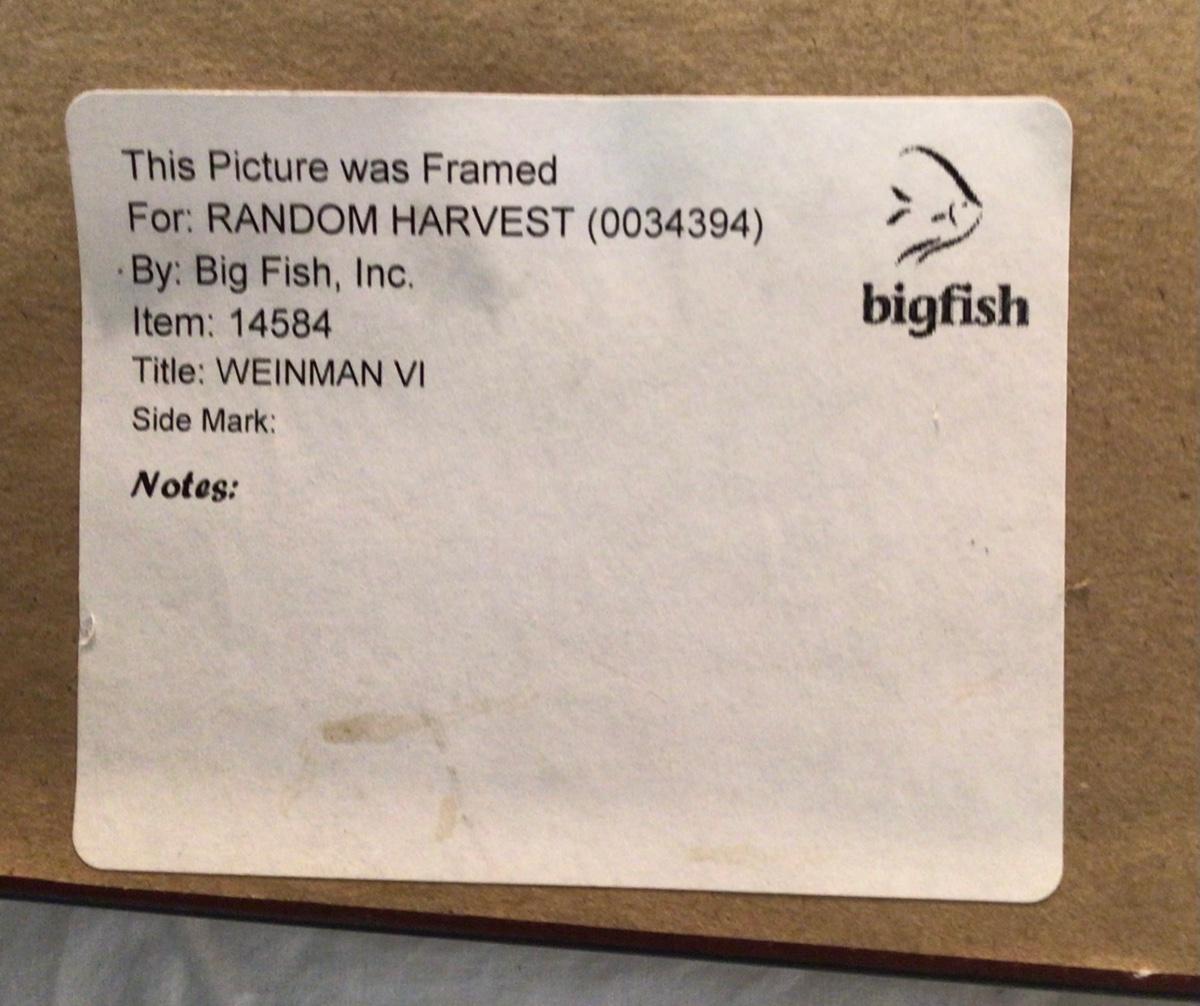 This Picture was Framed
For: RANDOM HARVEST (0034394)
By: Big Fish, Inc.
Item: 14584
Title: WEINMAN VI
Side Mark:
Notes:
bigfish